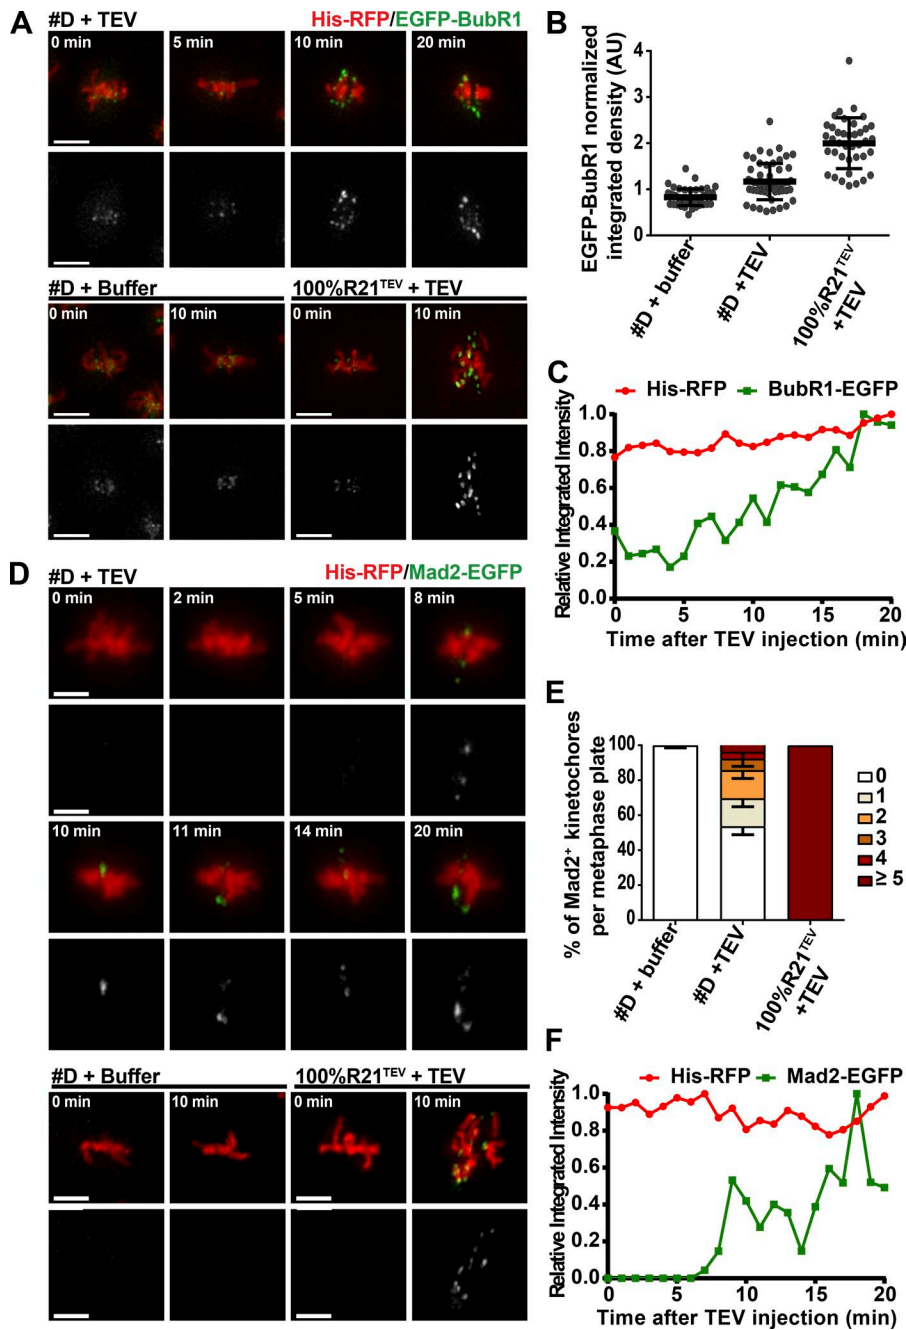 A
#D + TEV
His-RFP/EGFP-BubR1
0 min
5 min
10 min
20 min
#D + Buffer
100%R21TEV + TEV
0 min
10 min
0 min
10 min
B
EGFP-BubR1 normalized
integrated density (AU)
4
3
2
1
0
#D + buffer
#D +TEV
100%R21TEV
+TEV
C
His-RFP
BubR1-EGFP
Relative Integrated Intensity
1.0
0.8
0.6
0.4
0.2
0.0
0
5
10
15
20
Time after TEV injection (min)
D
#D + TEV
His-RFP/Mad2-EGFP
0 min
2 min
5 min
8 min
10 min
11 min
14 min
20 min
#D + Buffer
100%R21TEV + TEV
0 min
10 min
0 min
10 min
E
% of Mad2+ kinetochores
per metaphase plate
100
80
60
40
20
0
#D + buffer
#D +TEV
100%R21TEV
+TEV
0
1
2
3
4
≥ 5
F
His-RFP
Mad2-EGFP
Relative Integrated Intensity
1.0
0.8
0.6
0.4
0.2
0.0
0
5
10
15
20
Time after TEV injection (min)